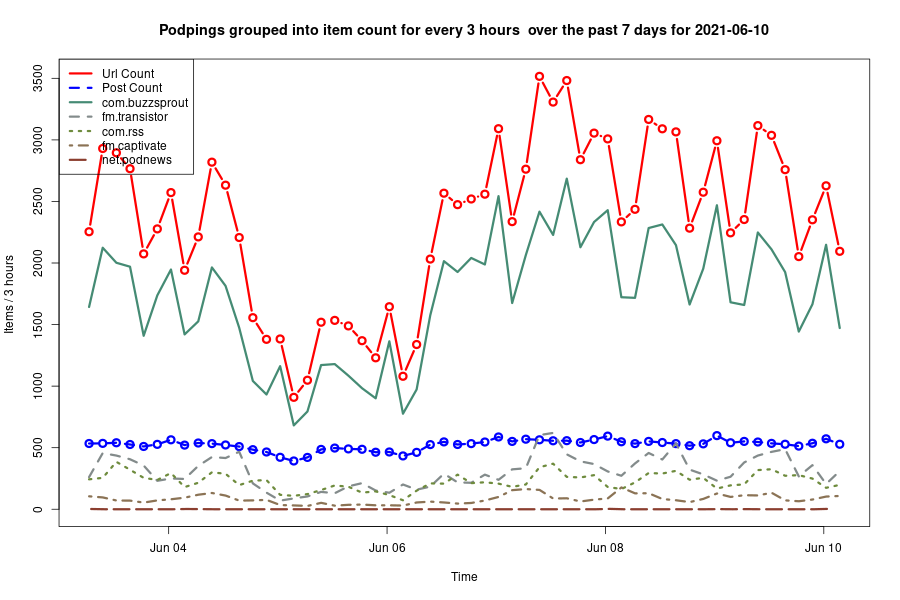 Podpings grouped into item count for every 3 hours  over the past 7 days for 2021-06-10
Url Count
Post Count
com.buzzsprout
fm.transistor
com.rss
fm.captivate
net.podnews
Items / 3 hours
3500
3000
2500
2000
1500
1000
500
0
Jun 04
Jun 06
Jun 08
Jun 10
Time